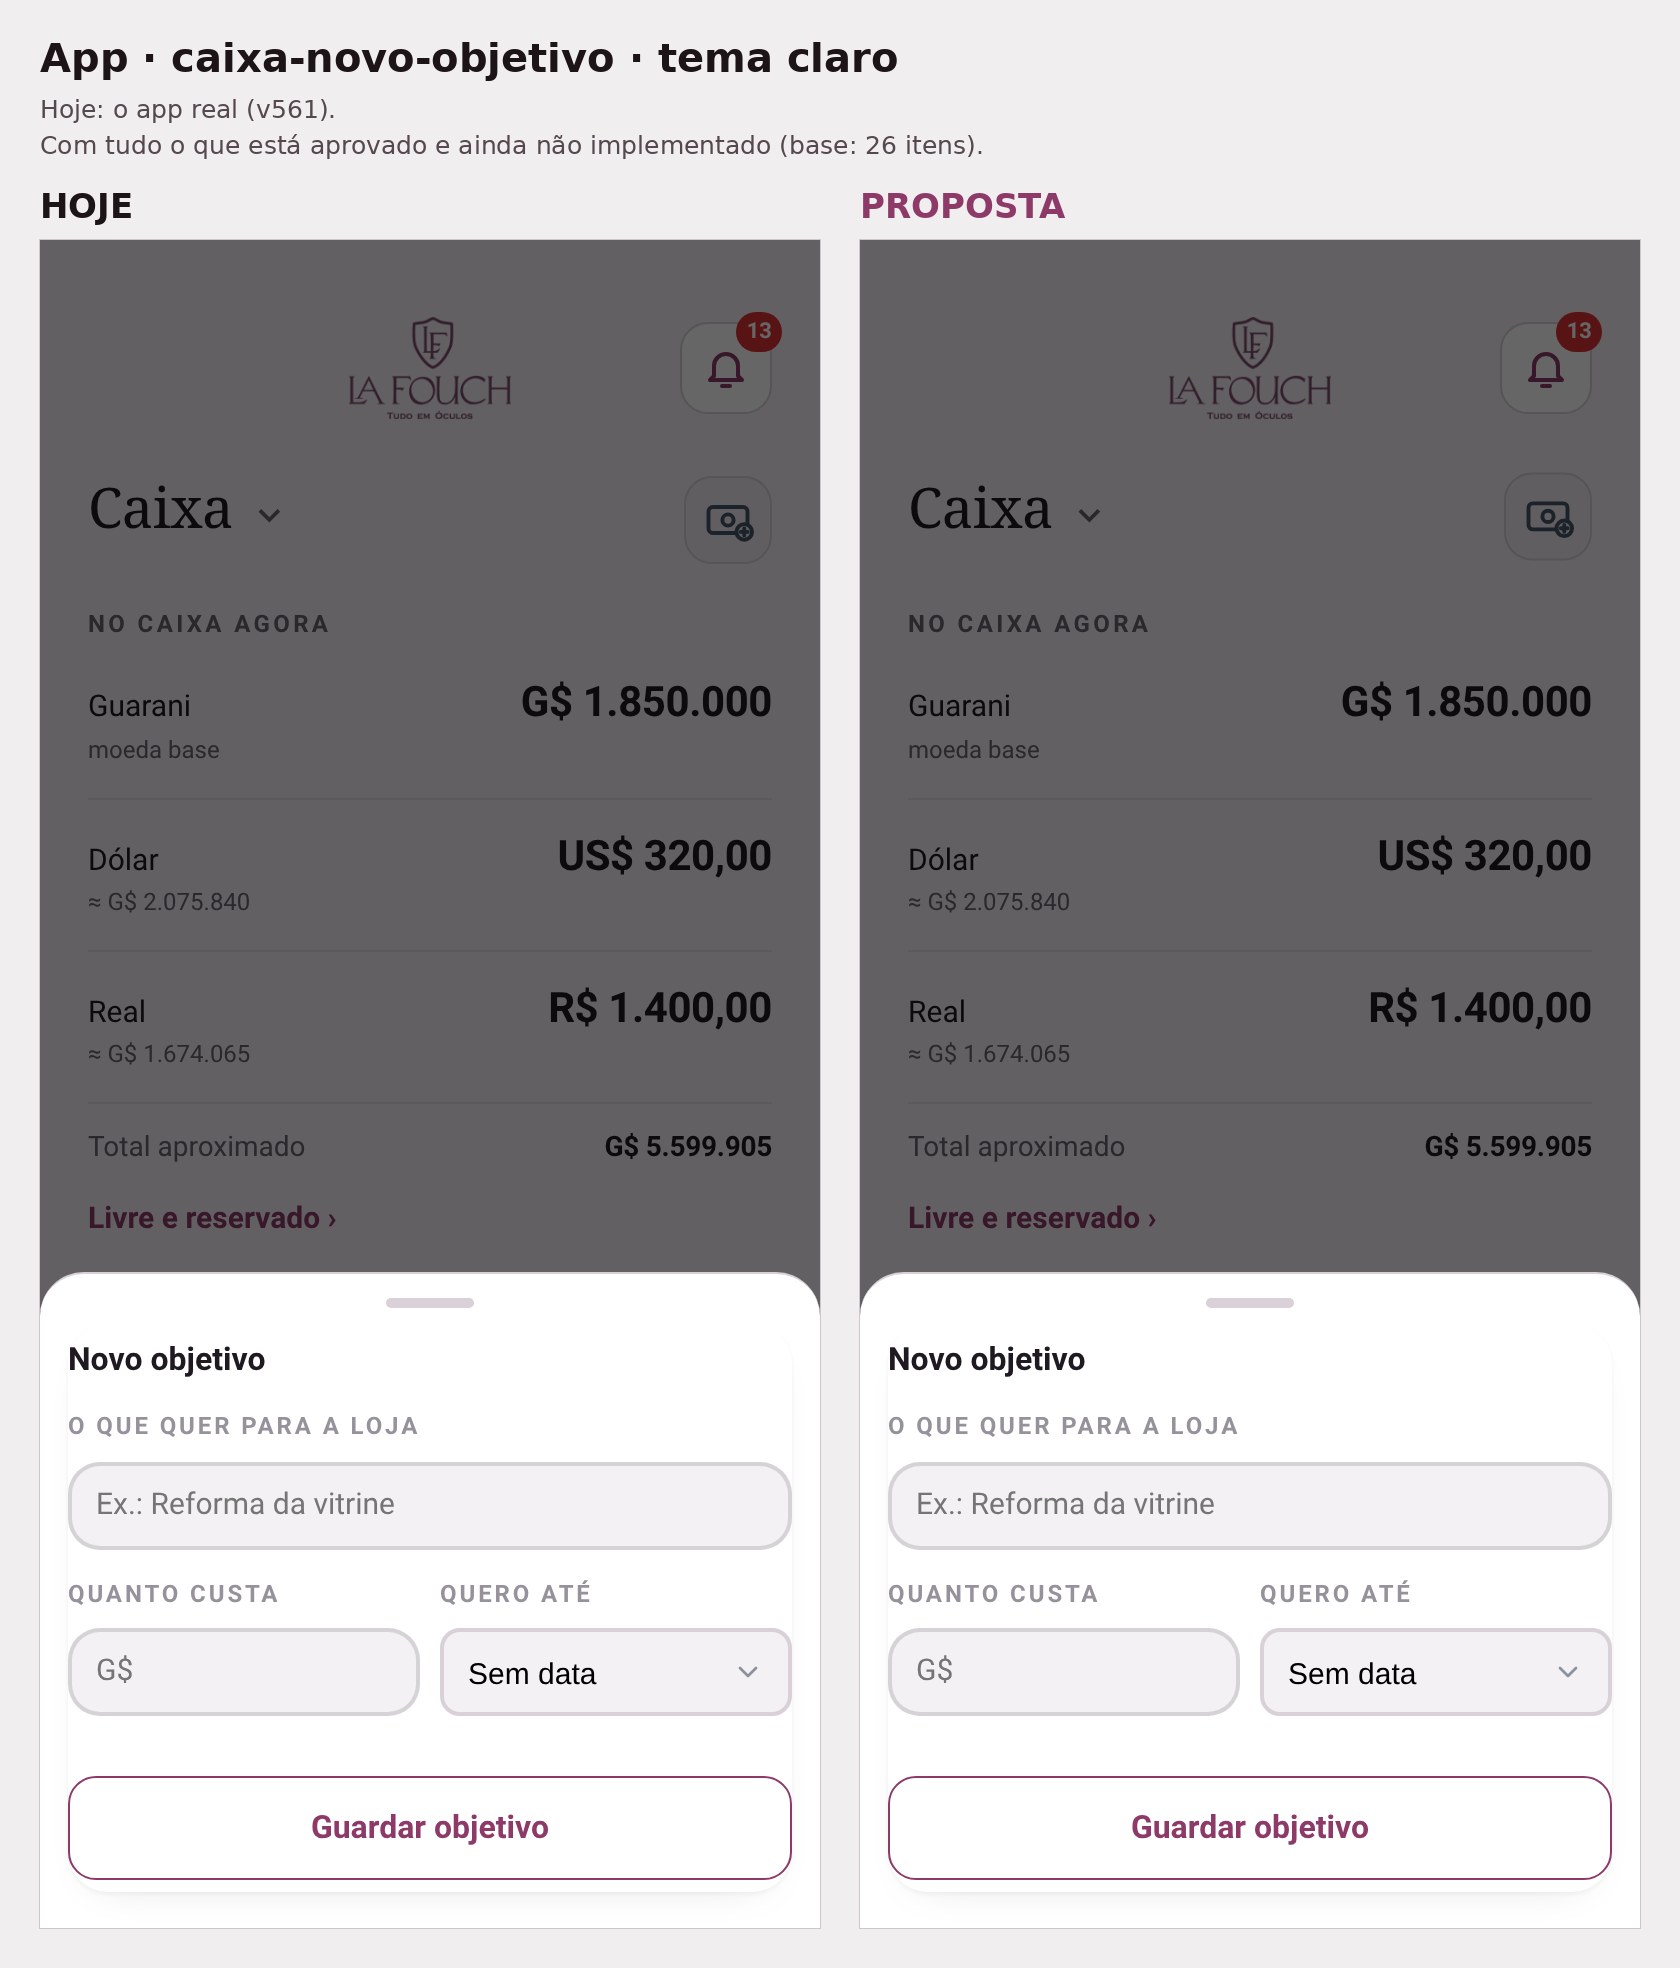 App · caixa-novo-objetivo · tema claro
Hoje: o app real (v561).
Com tudo o que está aprovado e ainda não implementado (base: 26 itens).
HOJE
13
LF
LA FOUCH
TUDO EM ÓCULOS
Caixa
NO CAIXA AGORA
Guarani
G$ 1.850.000
moeda base
Dólar
US$ 320,00
≈ G$ 2.075.840
Real
R$ 1.400,00
≈ G$ 1.674.065
Total aproximado
G$ 5.599.905
Livre e reservado ›
Novo objetivo
O QUE QUER PARA A LOJA
Ex.: Reforma da vitrine
QUANTO CUSTA
QUERO ATÉ
G$
Sem data
Guardar objetivo
PROPOSTA
13
LF
LA FOUCH
TUDO EM ÓCULOS
Caixa
NO CAIXA AGORA
Guarani
G$ 1.850.000
moeda base
Dólar
US$ 320,00
≈ G$ 2.075.840
Real
R$ 1.400,00
≈ G$ 1.674.065
Total aproximado
G$ 5.599.905
Livre e reservado ›
Novo objetivo
O QUE QUER PARA A LOJA
Ex.: Reforma da vitrine
QUANTO CUSTA
QUERO ATÉ
G$
Sem data
Guardar objetivo